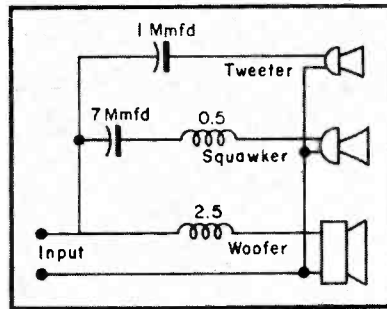 1 Mmfd
Tweeter
7 Mmfd
0.5
Squawker
2.5
Input
Woofer